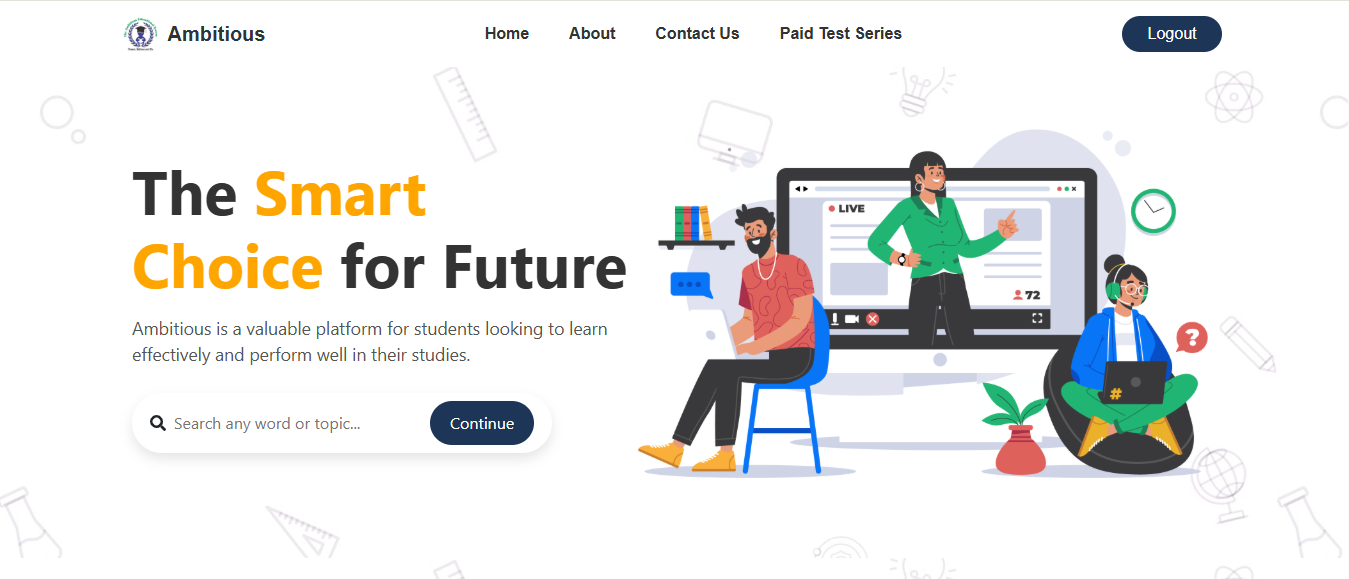 Ambitious
Home
About
Contact Us
Paid Test Series
Logout
The Smart
Choice for Future
Ambitious is a valuable platform for students looking to learn
effectively and perform well in their studies.
Search any word or topic...
Continue
LIVE
72
?
#